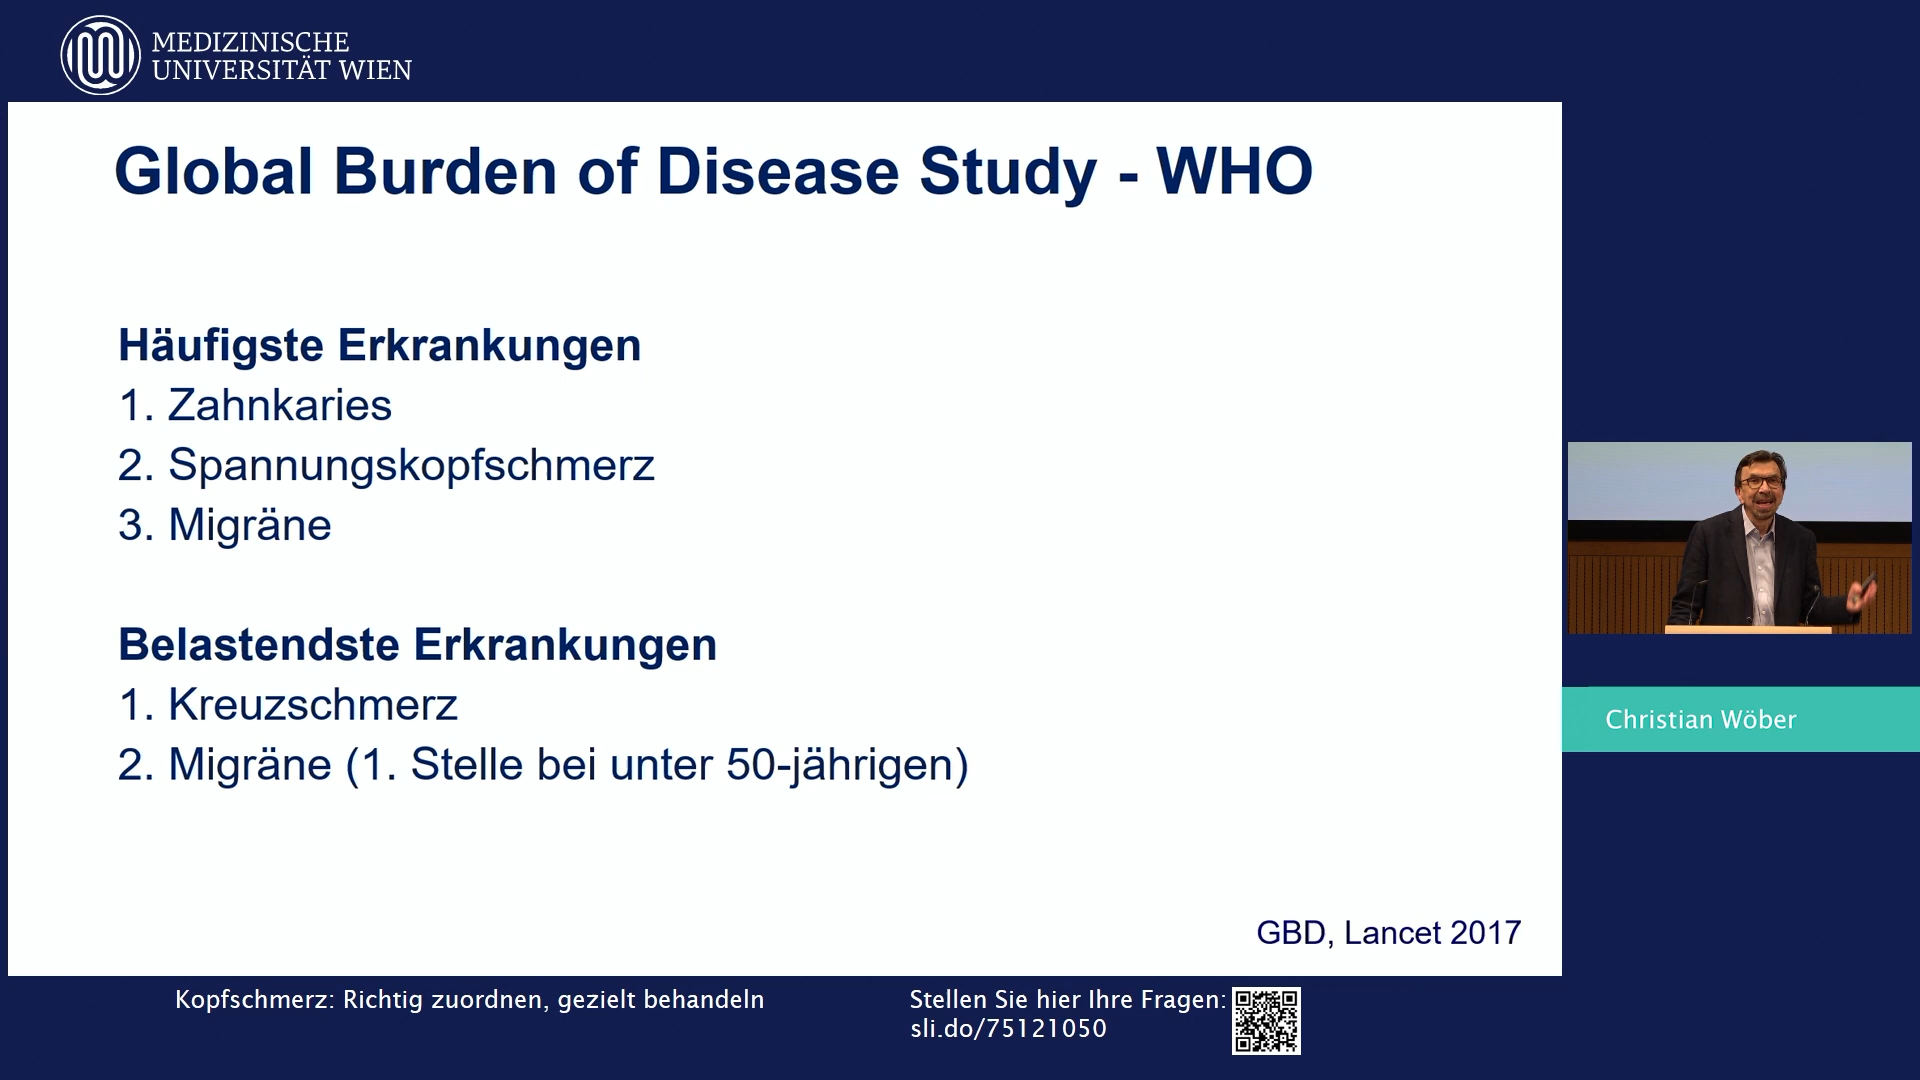 MEDIZINISCHE
UNIVERSITÄT WIEN
Global Burden of Disease Study - WHO
Häufigste Erkrankungen
1. Zahnkaries
2. Spannungskopfschmerz
3. Migräne
Belastendste Erkrankungen
1. Kreuzschmerz
2. Migräne (1. Stelle bei unter 50-jährigen)
GBD, Lancet 2017
Christian Wöber
Kopfschmerz: Richtig zuordnen, gezielt behandeln
Stellen Sie hier Ihre Fragen:
sli.do/75121050